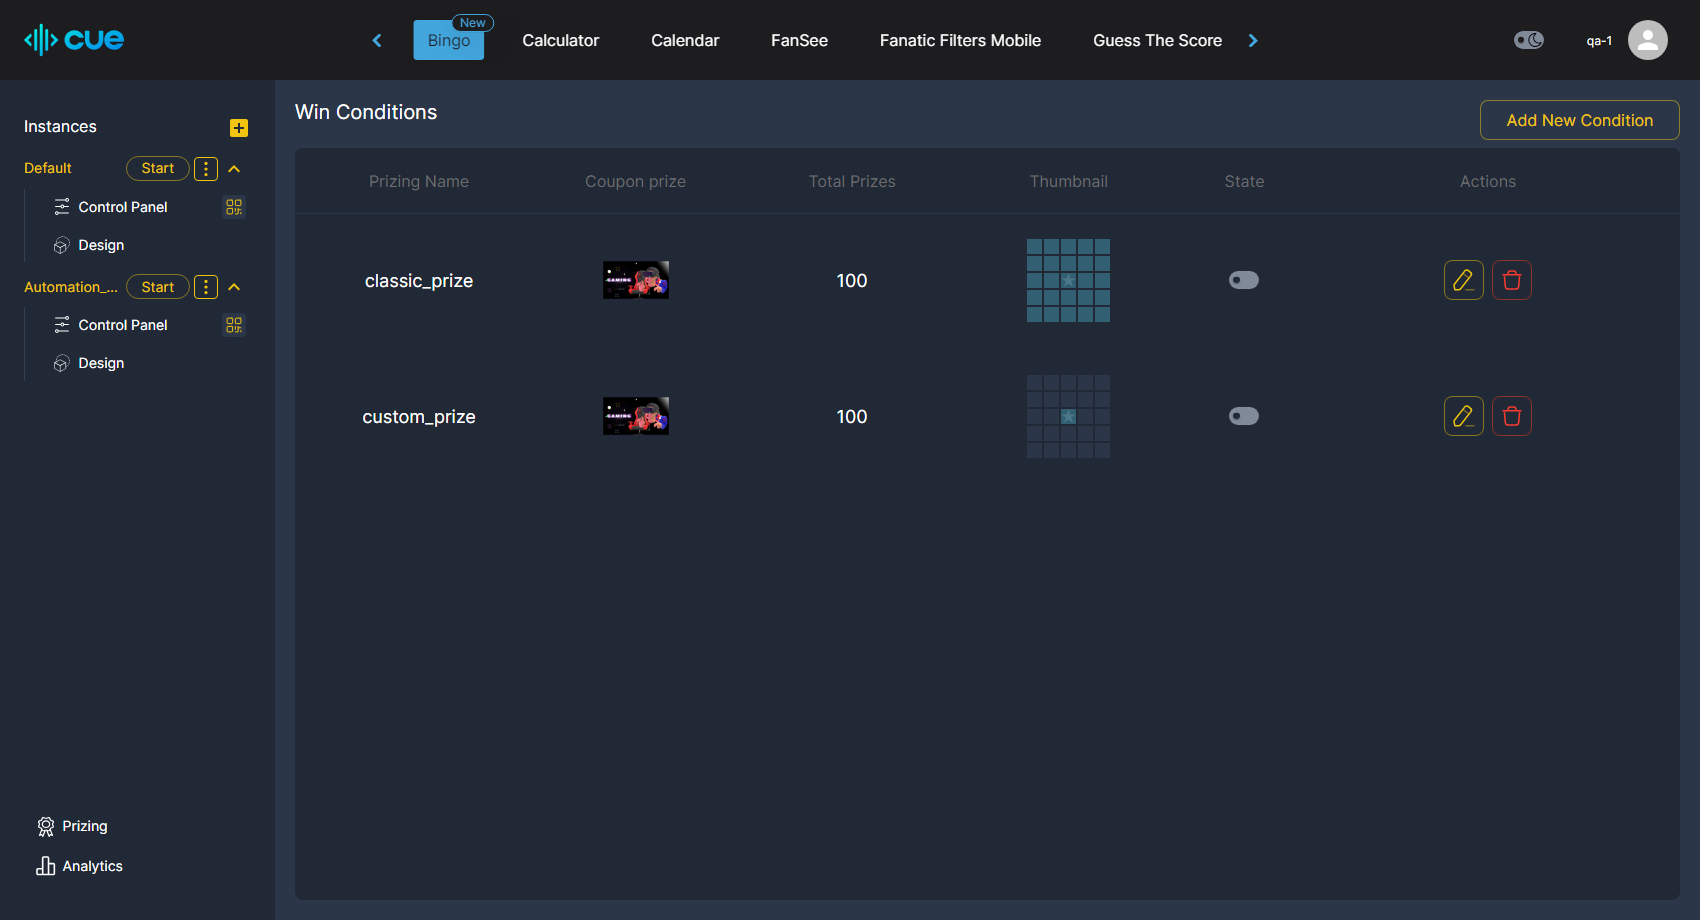 cue
Bingo
New
Calculator
Calendar
FanSee
Fanatic Filters Mobile
Guess The Score
qa-1
Instances
Default
Start
Control Panel
Design
Automation_...
Start
Control Panel
Design
Prizing
Analytics
Win Conditions
Add New Condition
Prizing Name
Coupon prize
Total Prizes
Thumbnail
State
Actions
classic_prize
GAMING
100
custom_prize
GAMING
100